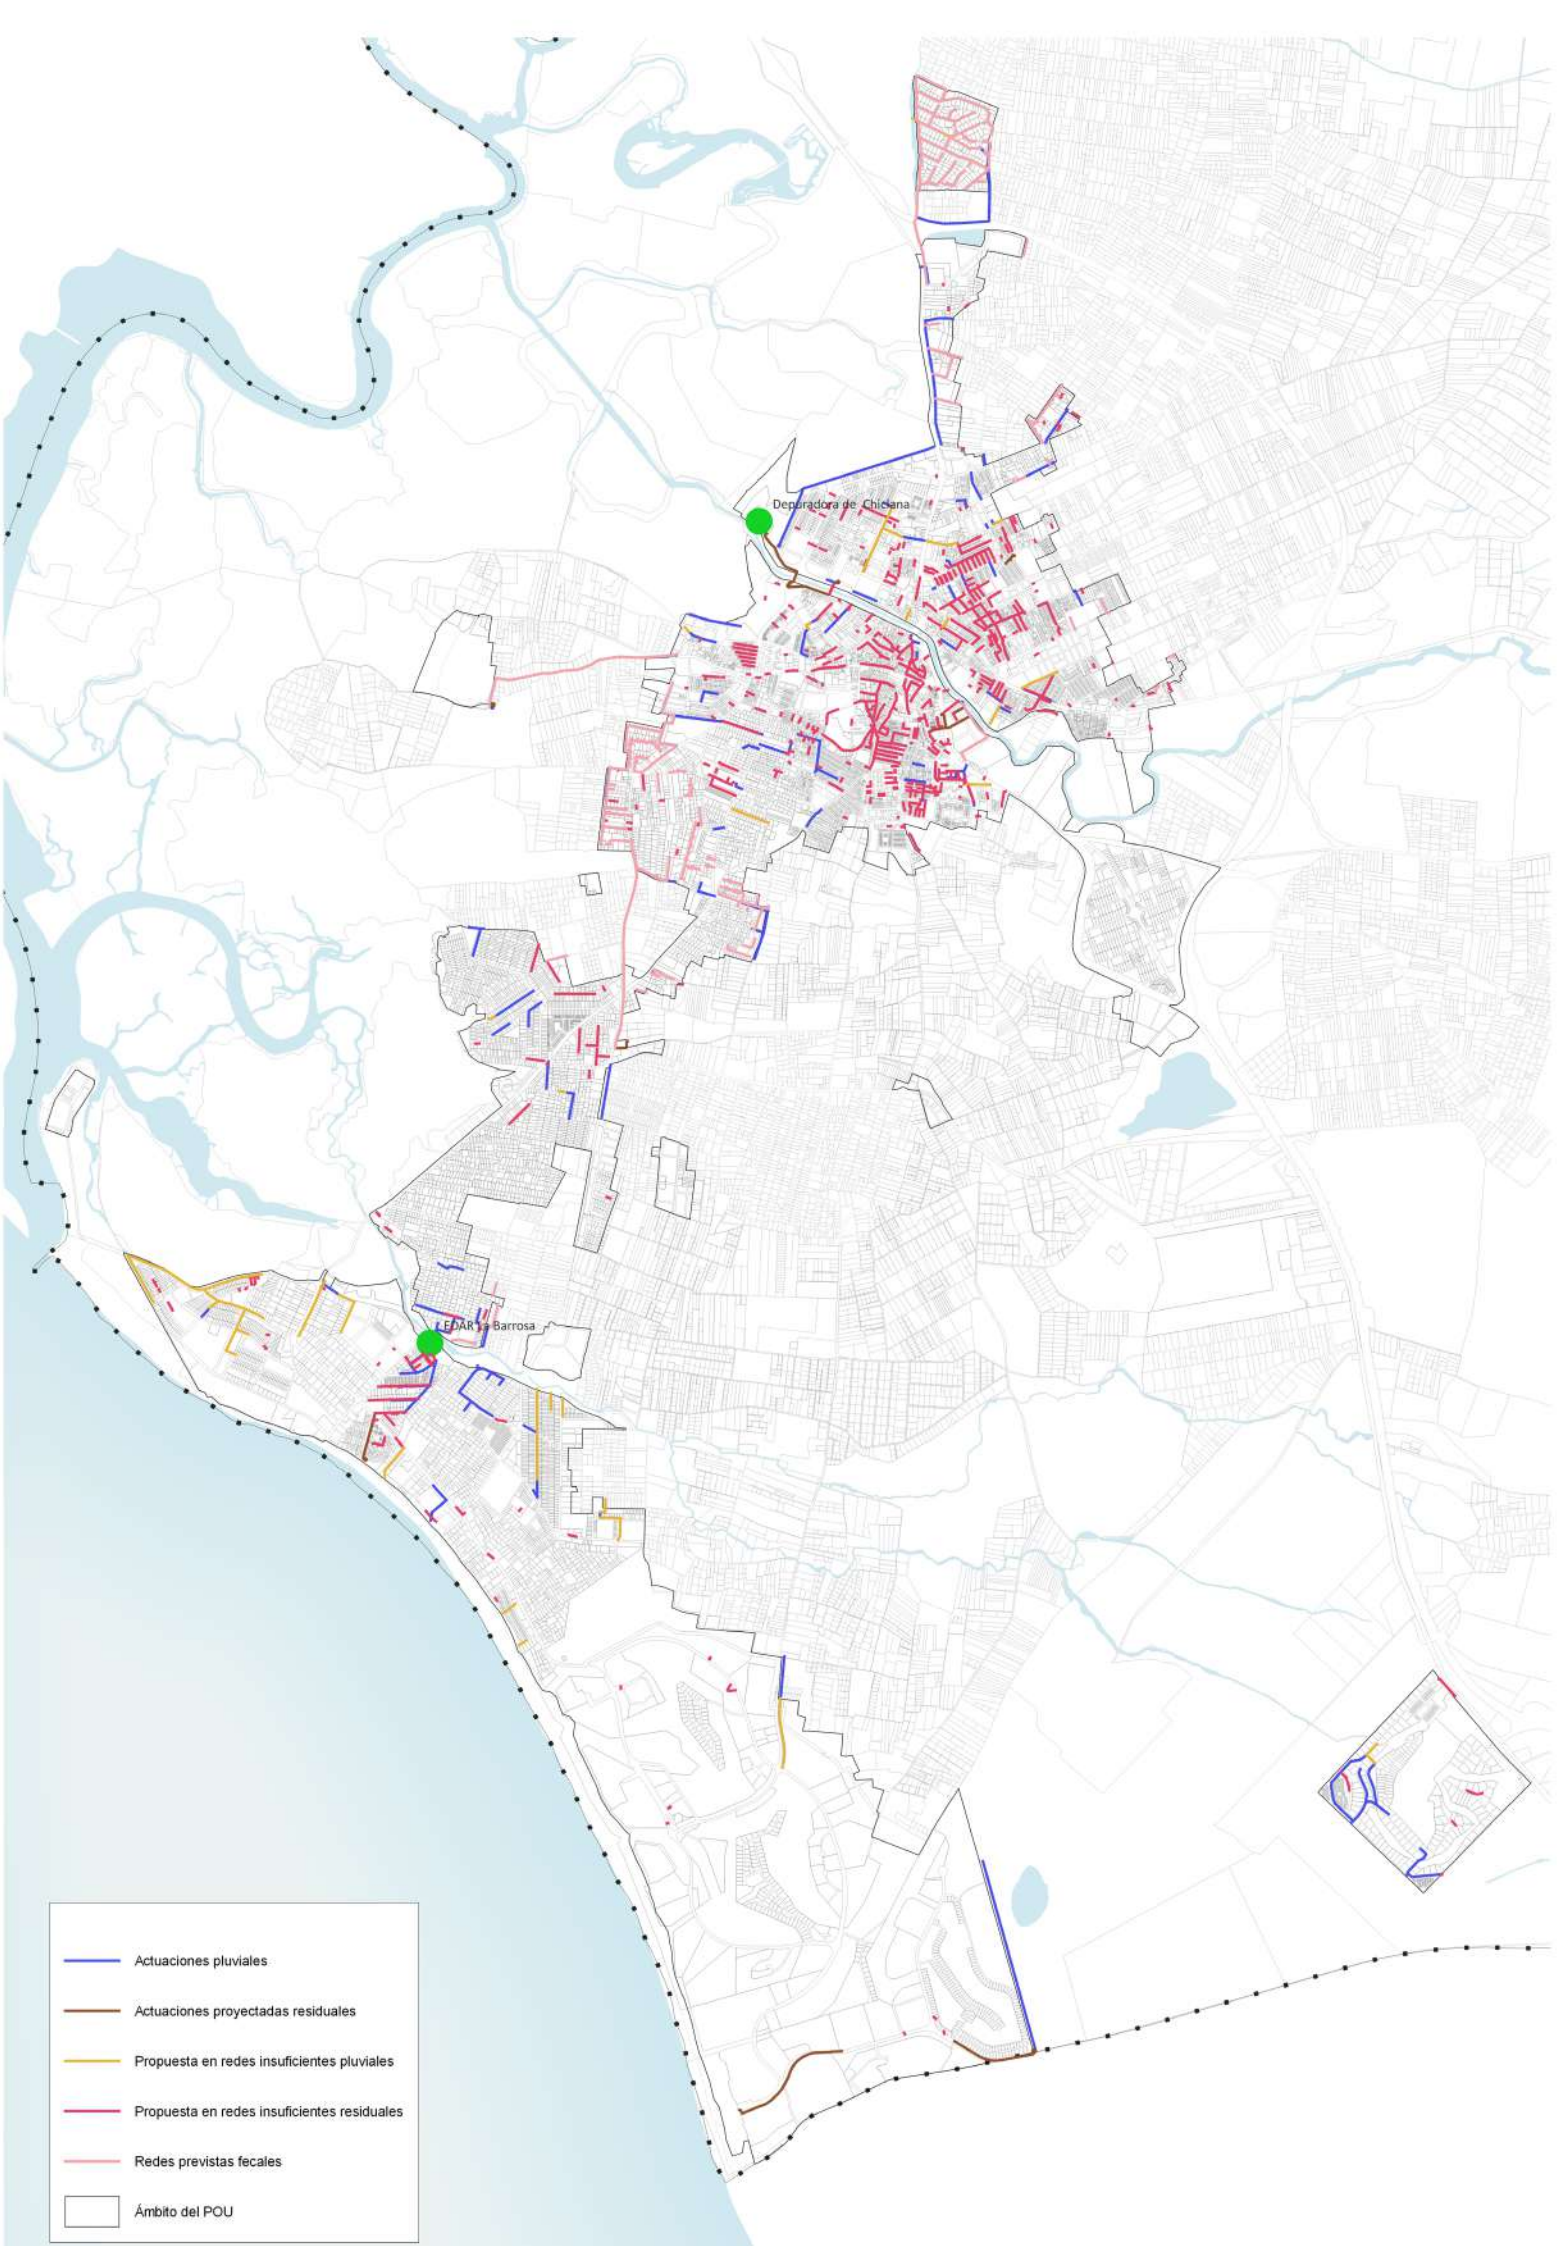 Depuradora de Chiclana
EDAR La Barrosa
Actuaciones pluviales
Actuaciones proyectadas residuales
Propuesta en redes insuficientes pluviales
Propuesta en redes insuficientes residuales
Redes previstas fecales
Ámbito del POU